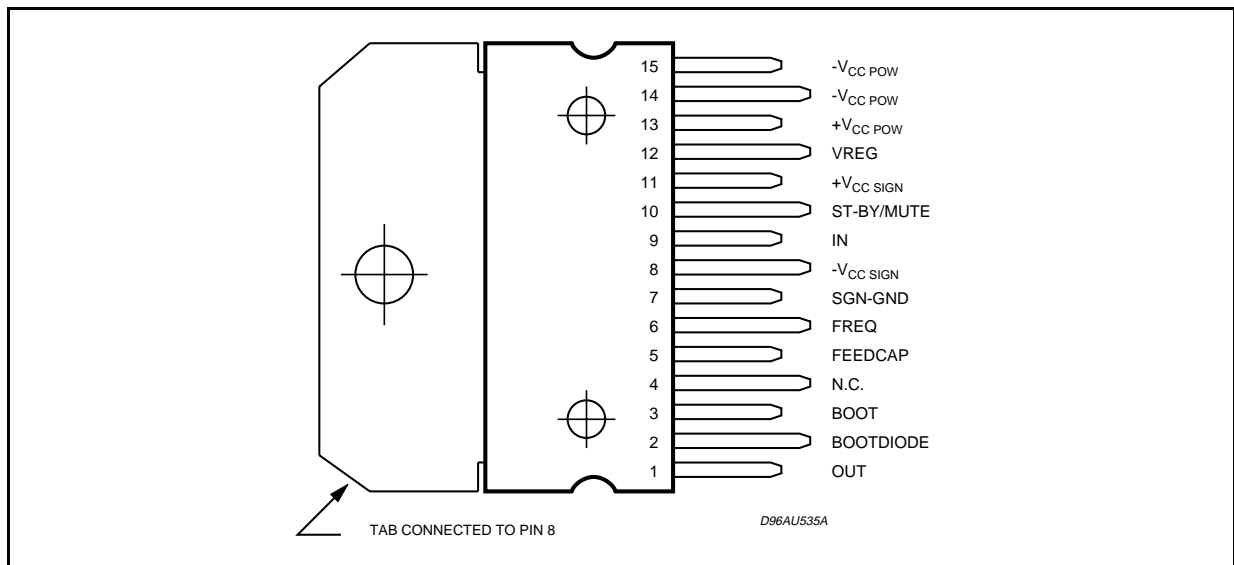 15 -VCC POW
14 -VCC POW
13 +VCC POW
12 VREG
11 +VCC SIGN
10 ST-BY/MUTE
9 IN
8 -VCC SIGN
7 SGN-GND
6 FREQ
5 FEEDCAP
4 N.C.
3 BOOT
2 BOOTDIODE
1 OUT
TAB CONNECTED TO PIN 8
D96AU535A